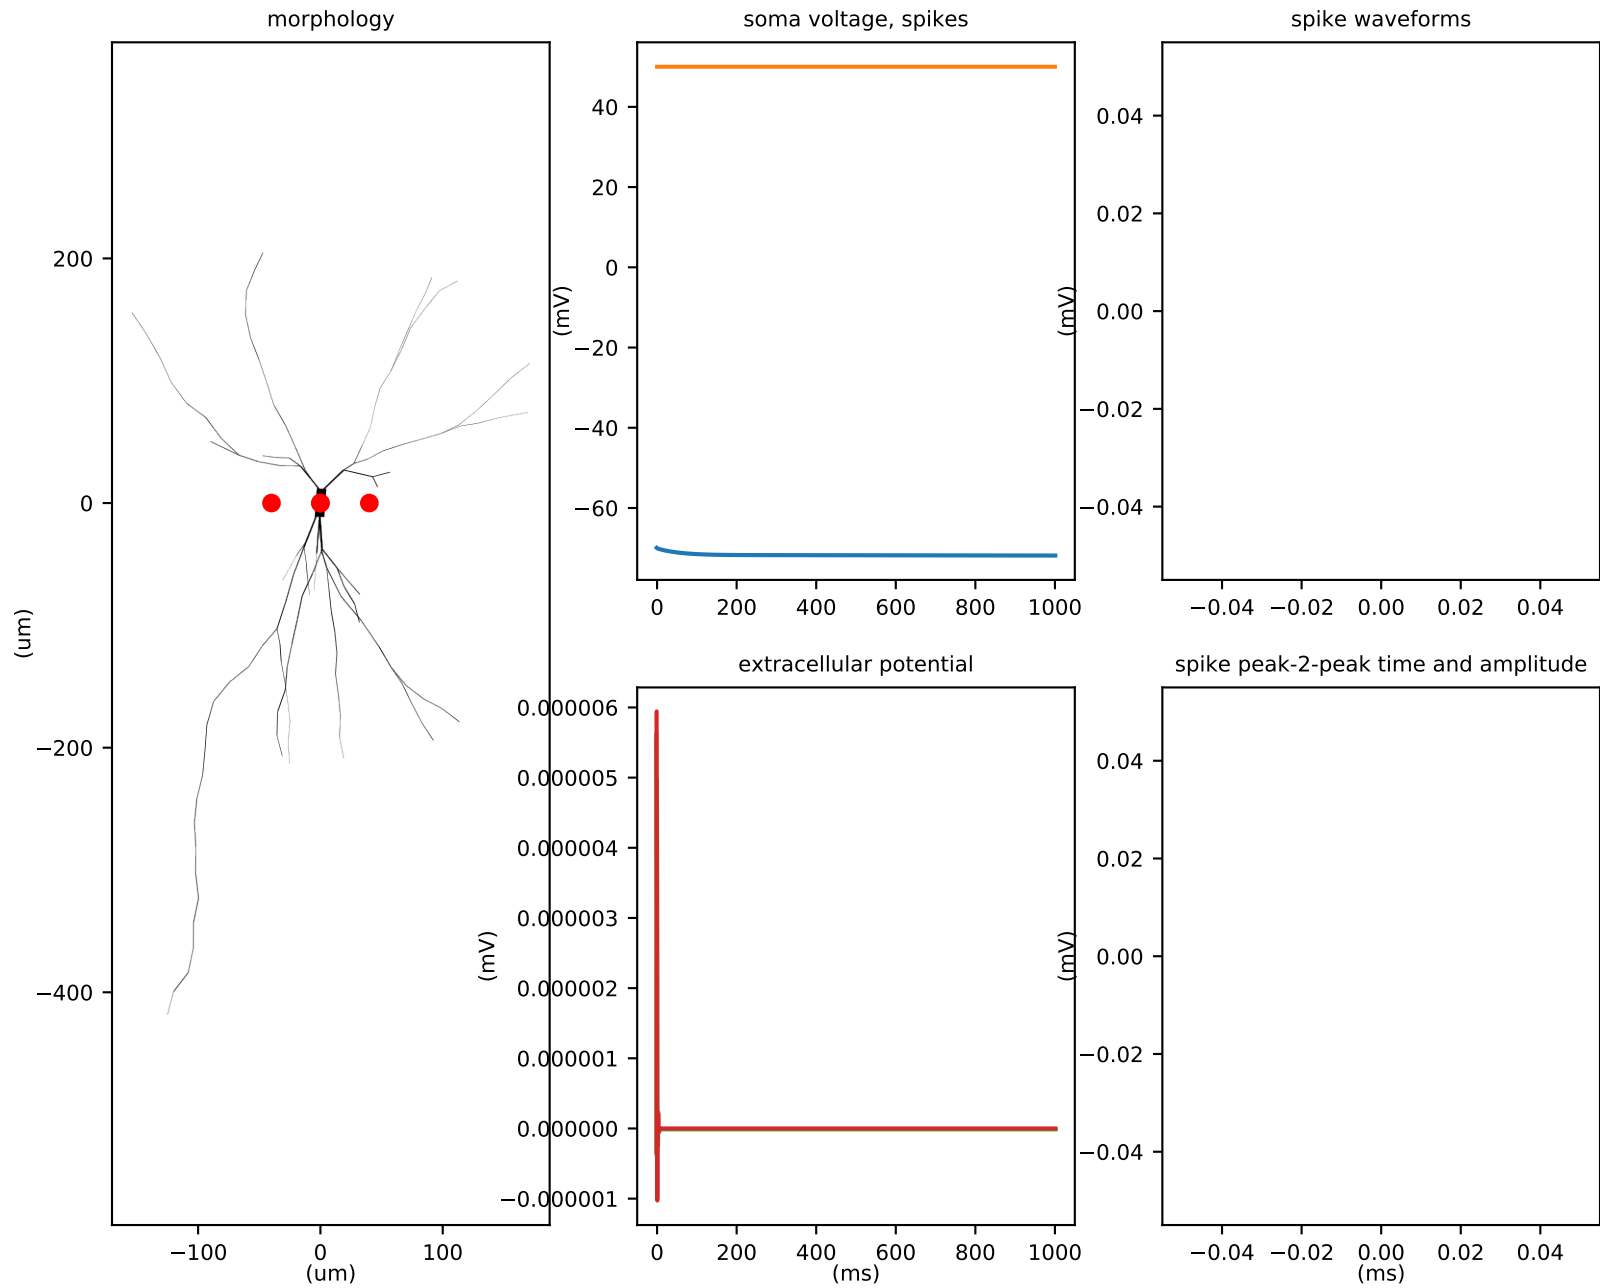 morphology
200
0
−200
−400
(um)
−100 0 100
(um)
soma voltage, spikes
40
20
0
−20
−40
−60
(mV)
0 200 400 600 800 1000
spike waveforms
0.04
0.02
0.00
−0.02
−0.04
(mV)
−0.04 −0.02 0.00 0.02 0.04
extracellular potential
0.000006
0.000005
0.000004
0.000003
0.000002
0.000001
0.000000
−0.000001
(mV)
0 200 400 600 800 1000
(ms)
spike peak-2-peak time and amplitude
0.04
0.02
0.00
−0.02
−0.04
(mV)
−0.04 −0.02 0.00 0.02 0.04
(ms)